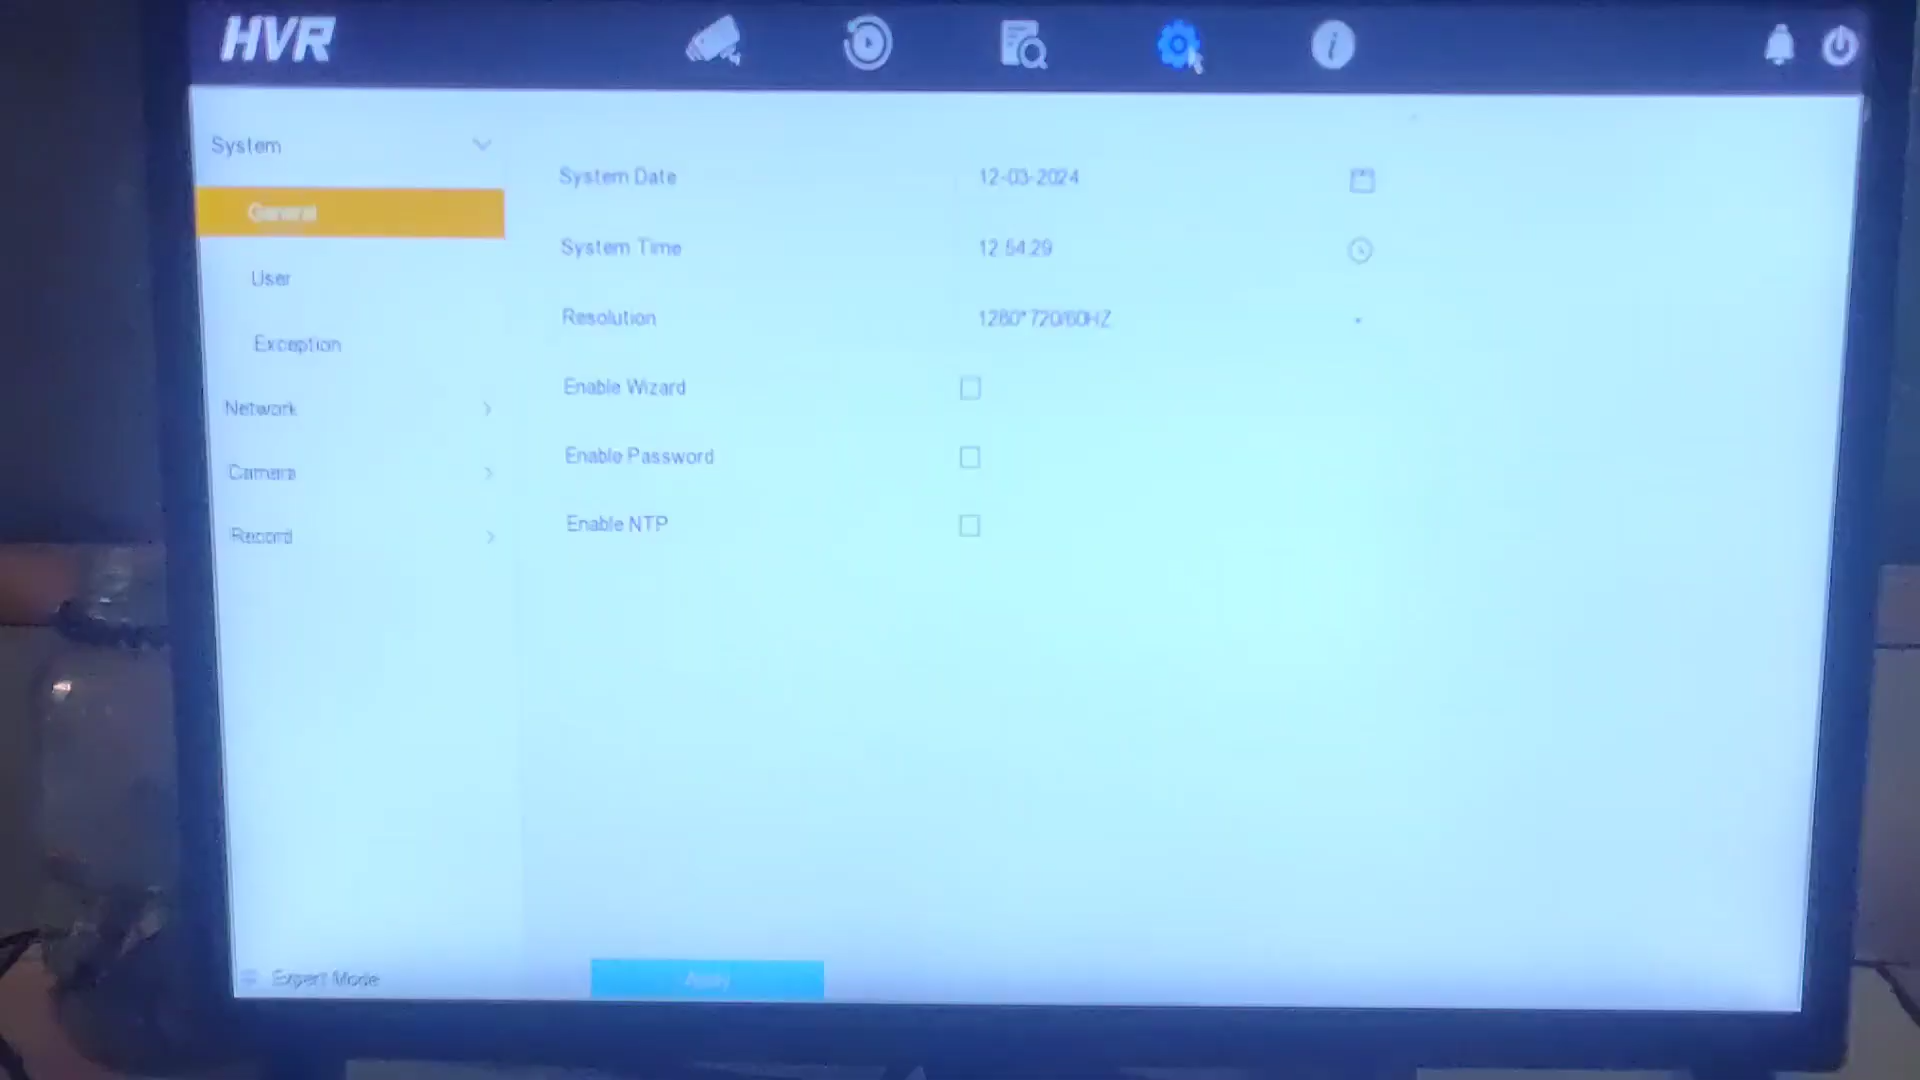 HVR
System
General
User
Exception
Network
Camera
Record
Expert Mode
System Date 12-03-2024
System Time 12:54:29
Resolution 1280*720/60HZ
Enable Wizard
Enable Password
Enable NTP
Apply